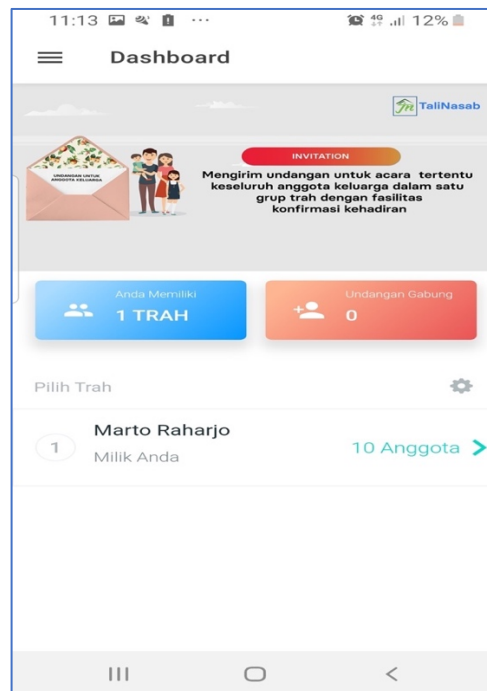 11:13 ... 4G 12%
Dashboard
TaliNasab
UNDANGAN UNTUK
ANGGOTA KELUARGA
INVITATION
Mengirim undangan untuk acara tertentu
keseluruh anggota keluarga dalam satu
grup trah dengan fasilitas
konfirmasi kehadiran
Anda Memiliki
1 TRAH
Undangan Gabung
0
Pilih Trah
1
Marto Raharjo
Milik Anda
10 Anggota